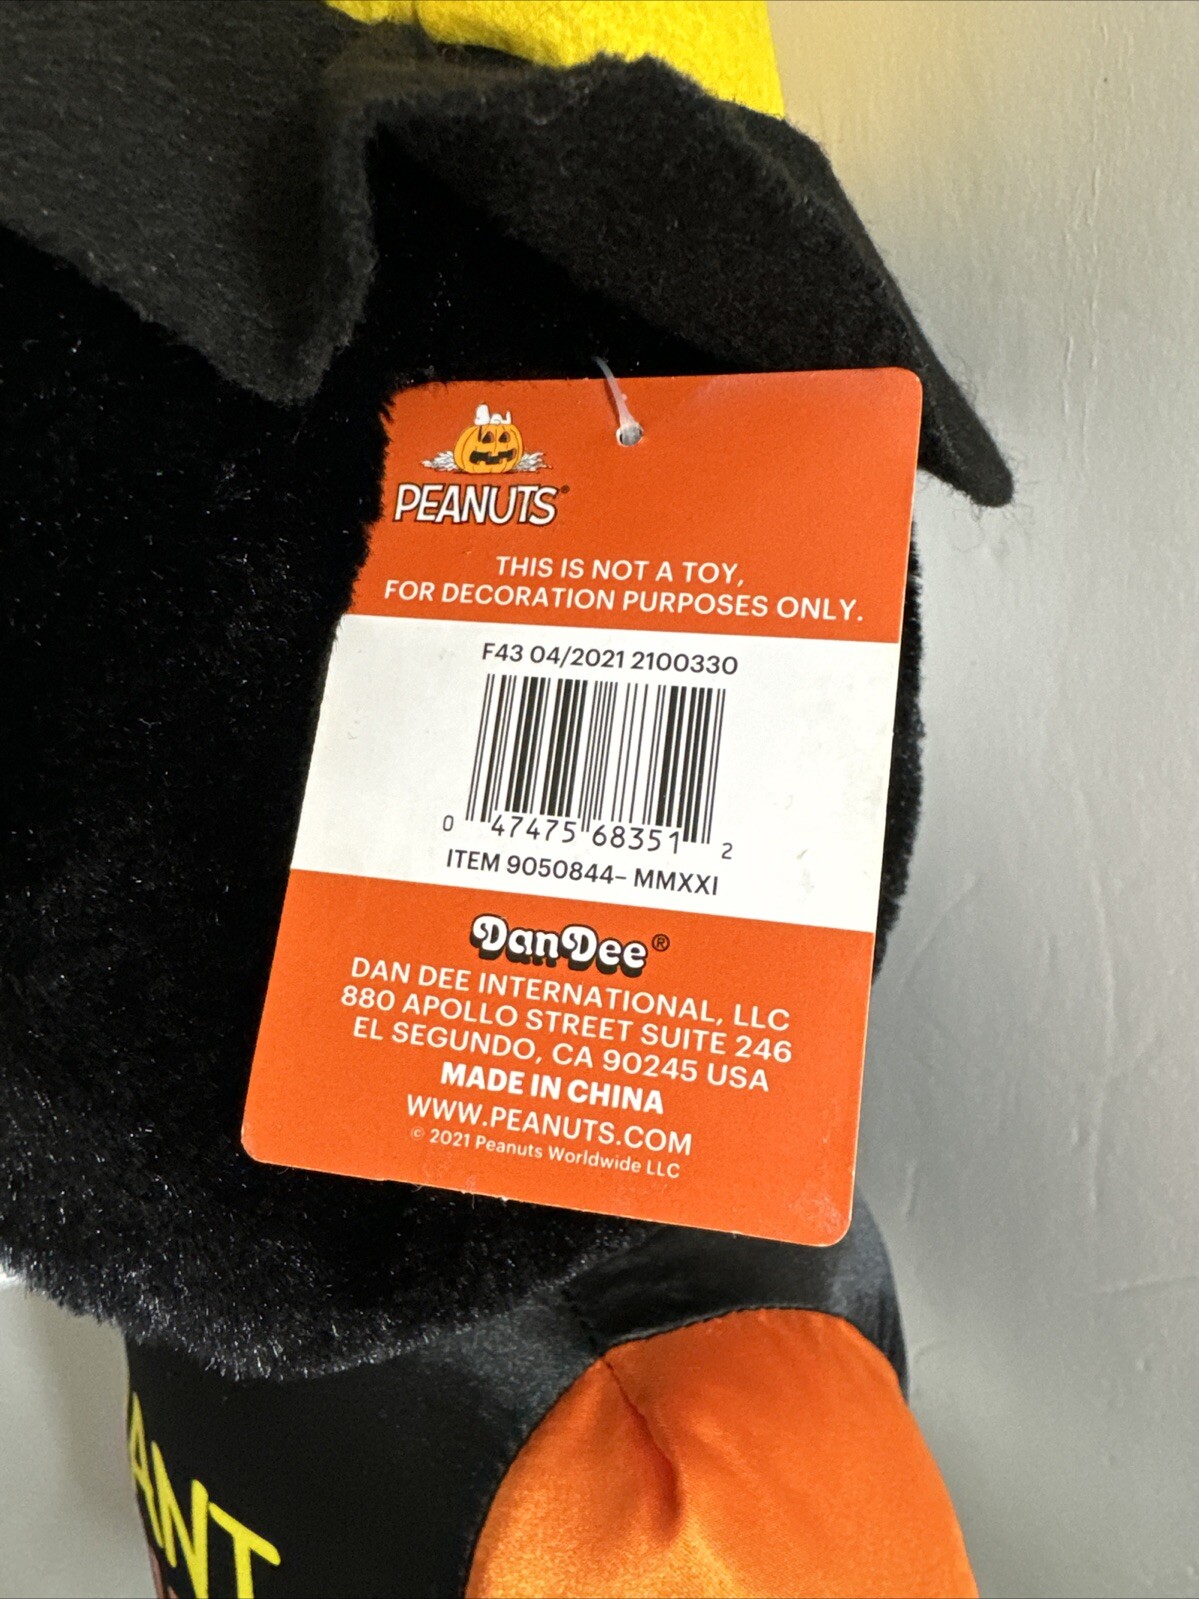 PEANUTS®
THIS IS NOT A TOY,
FOR DECORATION PURPOSES ONLY.
F43 04/2021 2100330
0 47475 68351 2
ITEM 9050844- MMXXI
DanDee®
DAN DEE INTERNATIONAL, LLC
880 APOLLO STREET SUITE 246
EL SEGUNDO, CA 90245 USA
MADE IN CHINA
WWW.PEANUTS.COM
© 2021 Peanuts Worldwide LLC
ANT